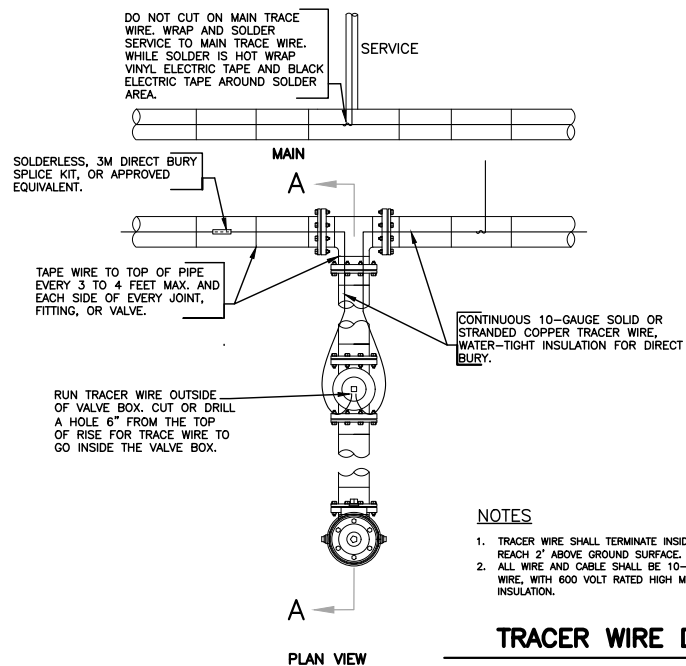 DO NOT CUT ON MAIN TRACE
WIRE. WRAP AND SOLDER
SERVICE TO MAIN TRACE WIRE.
WHILE SOLDER IS HOT WRAP
VINYL ELECTRIC TAPE AND BLACK
ELECTRIC TAPE AROUND SOLDER
AREA.
SERVICE
MAIN
SOLDERLESS, 3M DIRECT BURY
SPLICE KIT, OR APPROVED
EQUIVALENT.
A
TAPE WIRE TO TOP OF PIPE
EVERY 3 TO 4 FEET MAX. AND
EACH SIDE OF EVERY JOINT,
FITTING, OR VALVE.
CONTINUOUS 10-GAUGE SOLID OR
STRANDED COPPER TRACER WIRE,
WATER-TIGHT INSULATION FOR DIRECT
BURY.
RUN TRACER WIRE OUTSIDE
OF VALVE BOX. CUT OR DRILL
A HOLE 6" FROM THE TOP
OF RISE FOR TRACE WIRE TO
GO INSIDE THE VALVE BOX.
A
PLAN VIEW
NOTES
1. TRACER WIRE SHALL TERMINATE
REACH 2' ABOVE GROUND SURFACE.
2. ALL WIRE AND CABLE SHALL BE 10-
WIRE, WITH 600 VOLT RATED HIGH
INSULATION.
TRACER WIRE